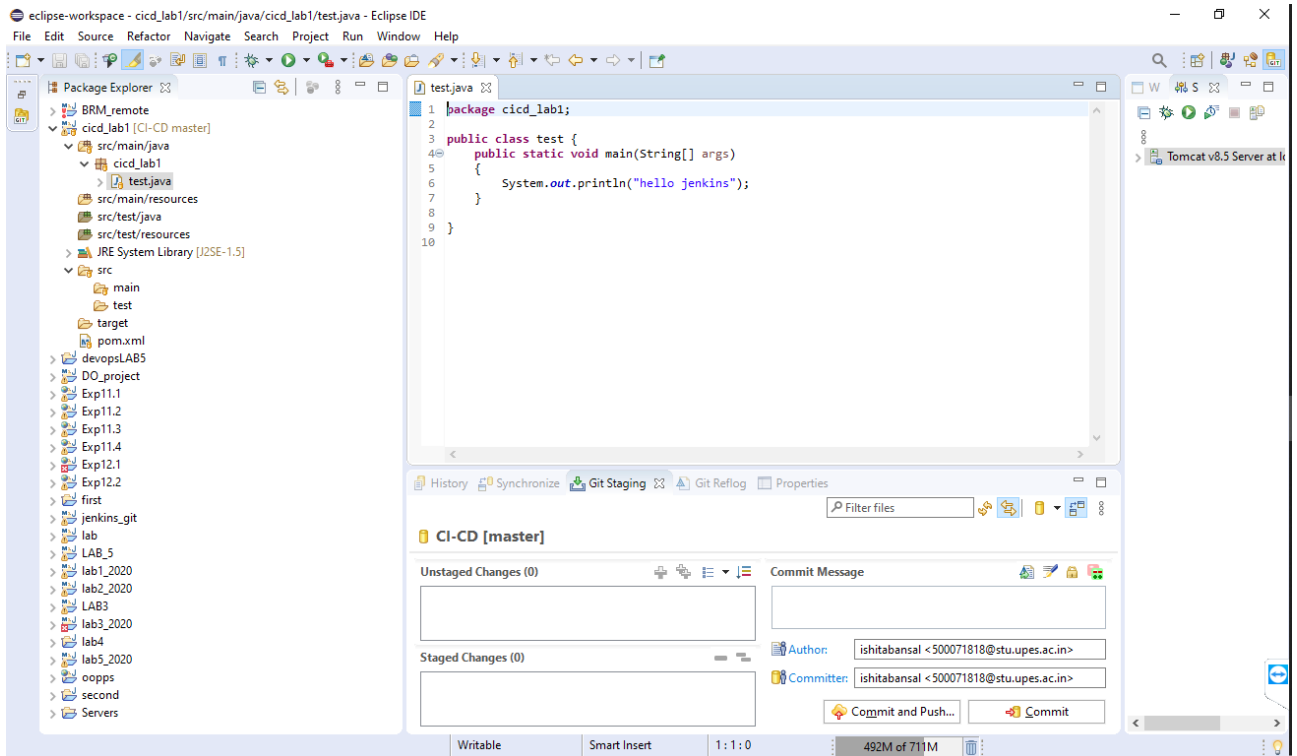 eclipse-workspace - cicd_lab1/src/main/java/cicd_lab1/test.java - Eclipse IDE
File Edit Source Refactor Navigate Search Project Run Window Help
Package Explorer
BRM_remote
cicd_lab1 [CI-CD master]
src/main/java
cicd_lab1
test.java
src/main/resources
src/test/java
src/test/resources
JRE System Library [J2SE-1.5]
src
main
test
target
pom.xml
devopsLAB5
DO_project
Exp11.1
Exp11.2
Exp11.3
Exp11.4
Exp12.1
Exp12.2
first
jenkins_git
lab
LAB_5
lab1_2020
lab2_2020
LAB3
lab3_2020
lab4
lab5_2020
oopps
second
Servers
test.java
1 package cicd_lab1;
2
3 public class test {
4 public static void main(String[] args)
5 {
6 System.out.println("hello jenkins");
7 }
8
9 }
10
W S
Tomcat v8.5 Server at lo
History Synchronize Git Staging Git Reflog Properties
Filter files
CI-CD [master]
Unstaged Changes (0)
Staged Changes (0)
Commit Message
Author: ishitabansal <500071818@stu.upes.ac.in>
Committer: ishitabansal <500071818@stu.upes.ac.in>
Commit and Push... Commit
Writable Smart Insert 1:1:0 492M of 711M